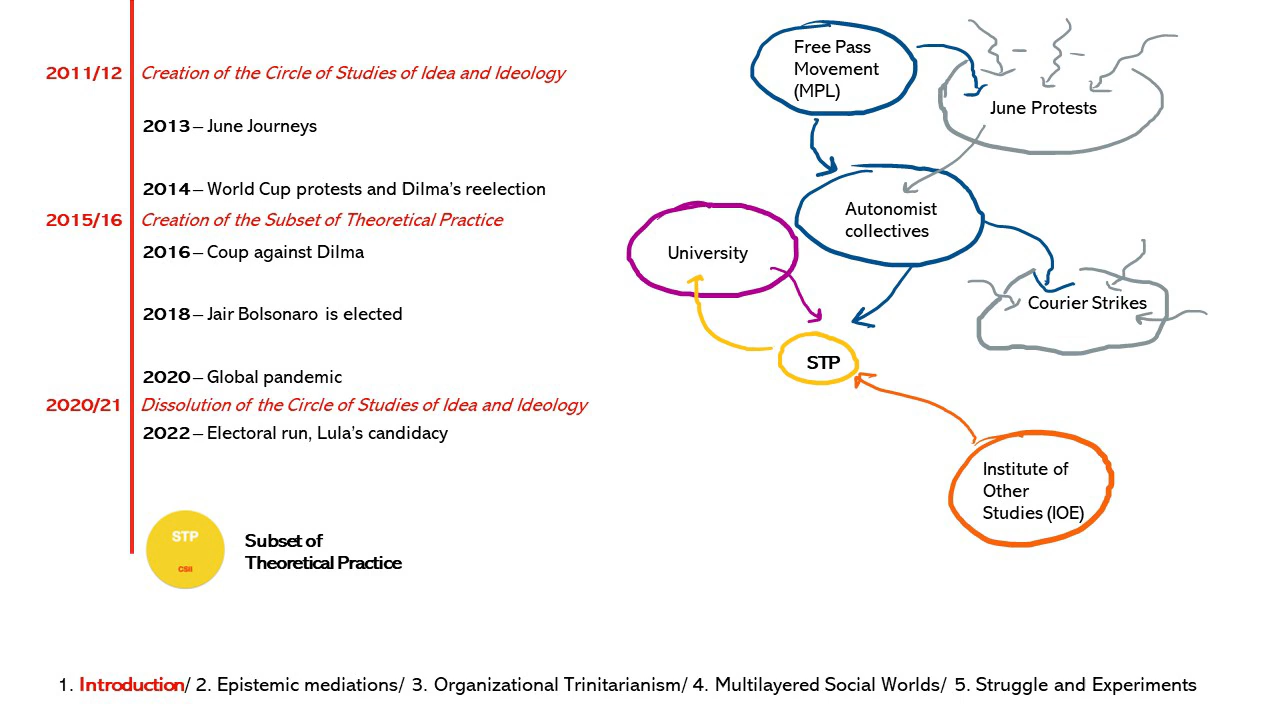 2011/12 Creation of the Circle of Studies of Idea and Ideology
2013 – June Journeys
2014 – World Cup protests and Dilma's reelection
2015/16 Creation of the Subset of Theoretical Practice
2016 – Coup against Dilma
2018 – Jair Bolsonaro is elected
2020 – Global pandemic
2020/21 Dissolution of the Circle of Studies of Idea and Ideology
2022 – Electoral run, Lula's candidacy
STP
CSII
Subset of
Theoretical Practice
Free Pass
Movement
(MPL)
June Protests
Autonomist
collectives
University
Courier Strikes
STP
Institute of
Other
Studies (IOE)
1. Introduction/ 2. Epistemic mediations/ 3. Organizational Trinitarianism/ 4. Multilayered Social Worlds/ 5. Struggle and Experiments